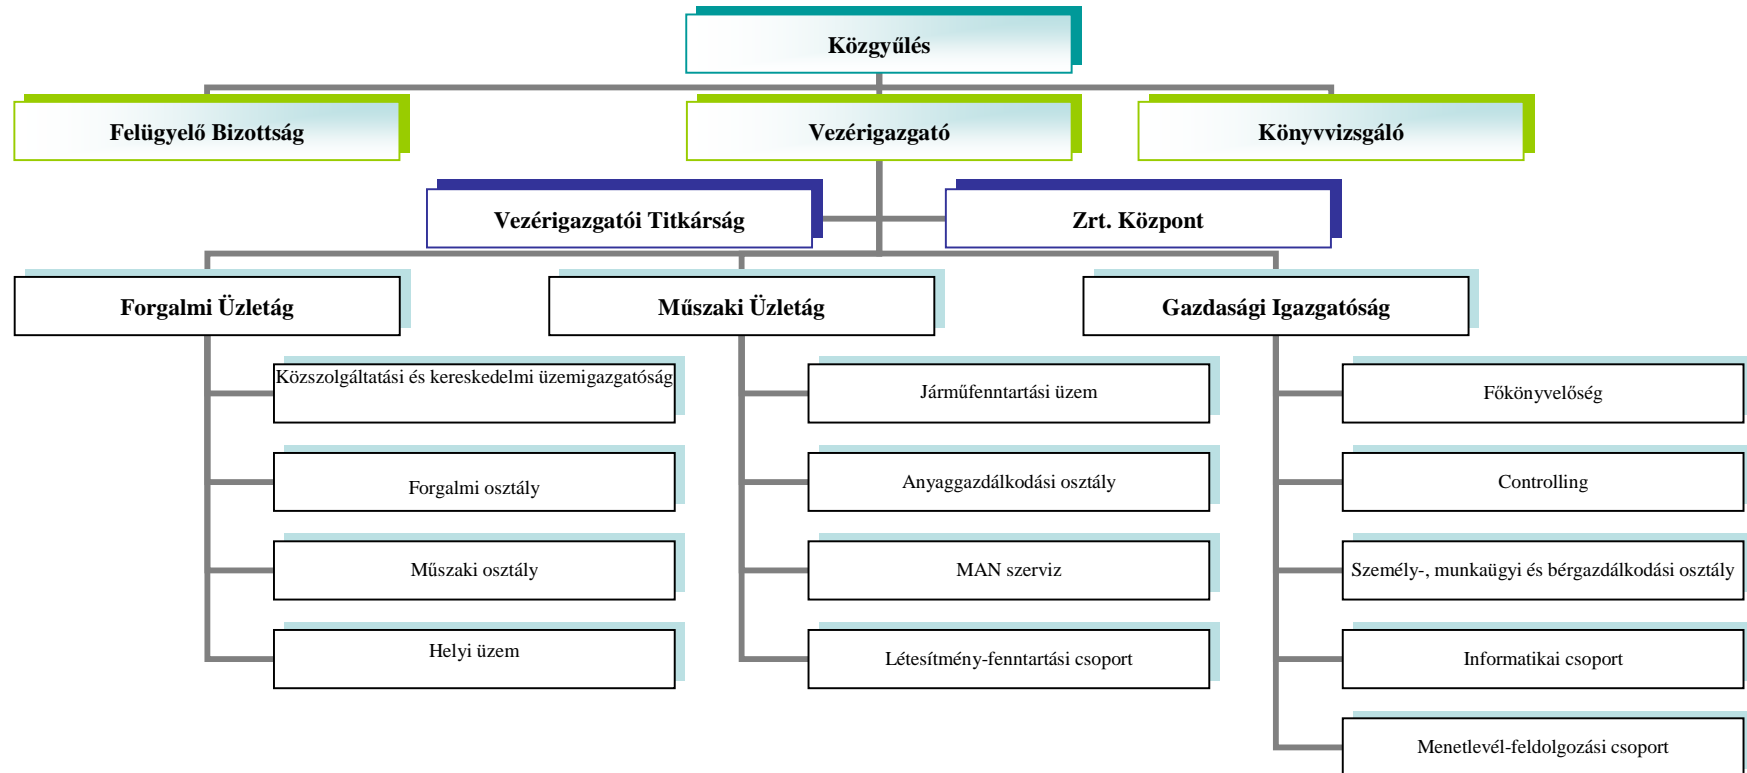 Közgyűlés
Felügyelő Bizottság
Vezérigazgató
Könyvvizsgáló
Vezérigazgatói Titkárság
Zrt. Központ
Forgalmi Üzletág
Műszaki Üzletág
Gazdasági Igazgatóság
Közszolgáltatási és kereskedelmi üzemigazgatóság
Járműfenntartási üzem
Főkönyvelőség
Forgalmi osztály
Anyaggazdálkodási osztály
Controlling
Műszaki osztály
MAN szerviz
Személy-, munkaügyi és bérgazdálkodási osztály
Helyi üzem
Létesítmény-fenntartási csoport
Informatikai csoport
Menetlevél-feldolgozási csoport